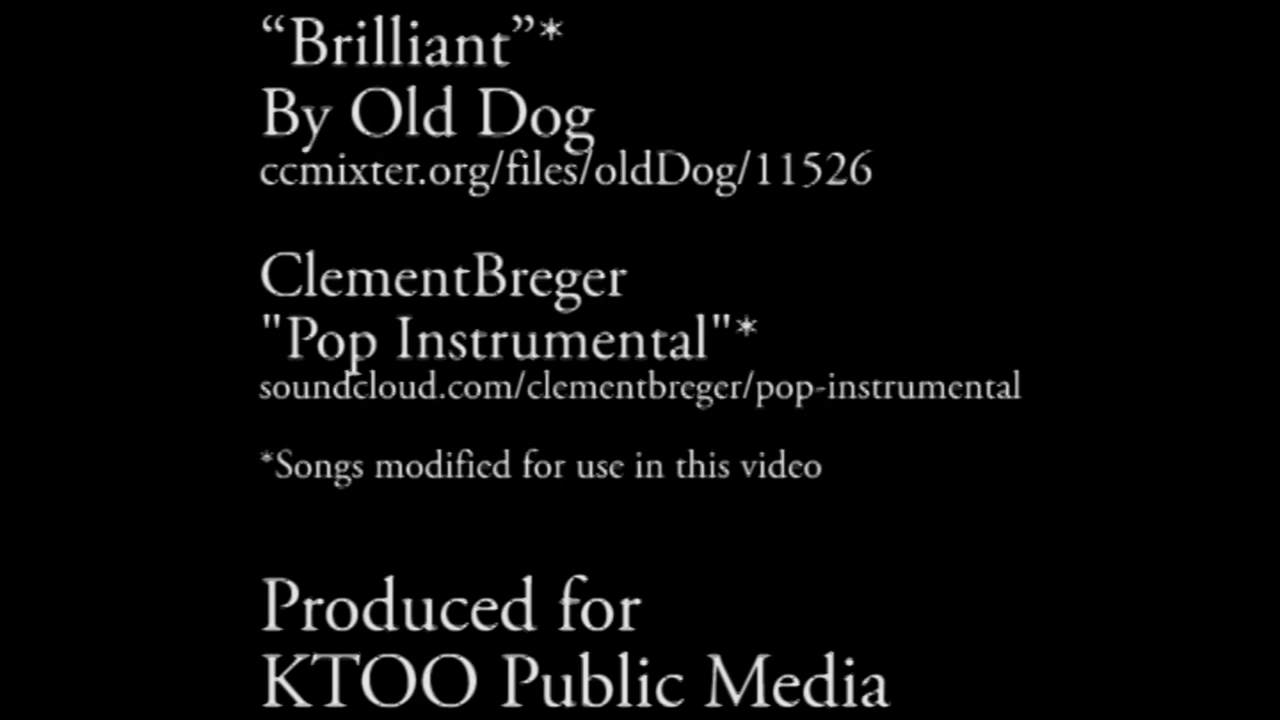 “Brilliant”*
By Old Dog
ccmixter.org/files/oldDog/11526
ClementBreger
"Pop Instrumental"*
soundcloud.com/clementbreger/pop-instrumental
*Songs modified for use in this video
Produced for
KTOO Public Media